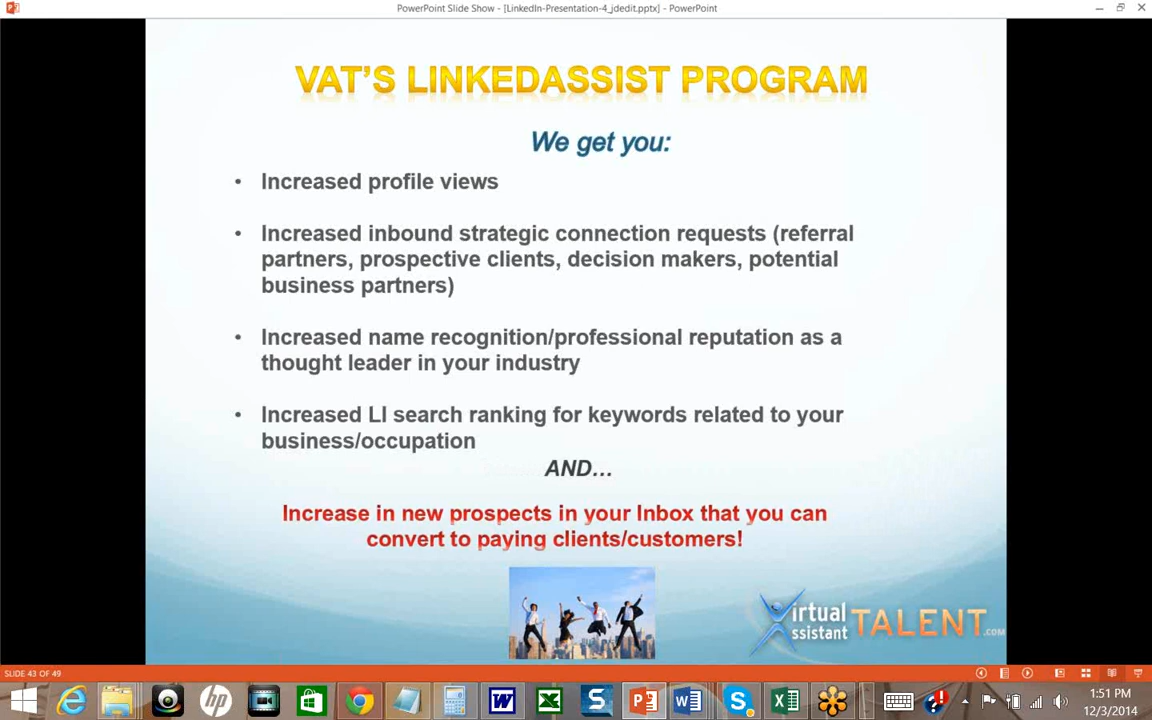 PowerPoint Slide Show - [LinkedIn-Presentation-4_jdedit.pptx] - PowerPoint
VAT'S LINKEDASSIST PROGRAM
We get you:
• Increased profile views
• Increased inbound strategic connection requests (referral
partners, prospective clients, decision makers, potential
business partners)
• Increased name recognition/professional reputation as a
thought leader in your industry
• Increased LI search ranking for keywords related to your
business/occupation
AND...
Increase in new prospects in your Inbox that you can
convert to paying clients/customers!
Virtual
Assistant TALENT.com
SLIDE 43 OF 49
1:51 PM
12/3/2014